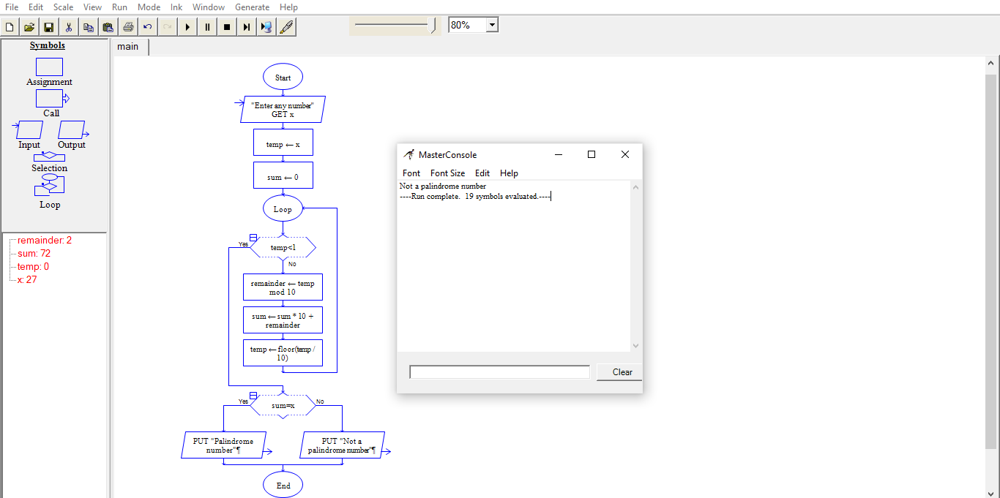 File Edit Scale View Run Mode Ink Window Generate Help
80%
Symbols
Assignment
Call
Input Output
Selection
Loop
remainder: 2
sum: 72
temp: 0
x: 27
main
Start
"Enter any number"
GET x
temp ← x
sum ← 0
Loop
Yes
temp<1
No
remainder ← temp
mod 10
sum ← sum * 10 +
remainder
temp ← floor(temp /
10)
Yes
sum=x
No
PUT "Palindrome
number"¶
PUT "Not a
palindrome number"¶
End
MasterConsole
Font Font Size Edit Help
Not a palindrome number
----Run complete.  19 symbols evaluated.----
Clear